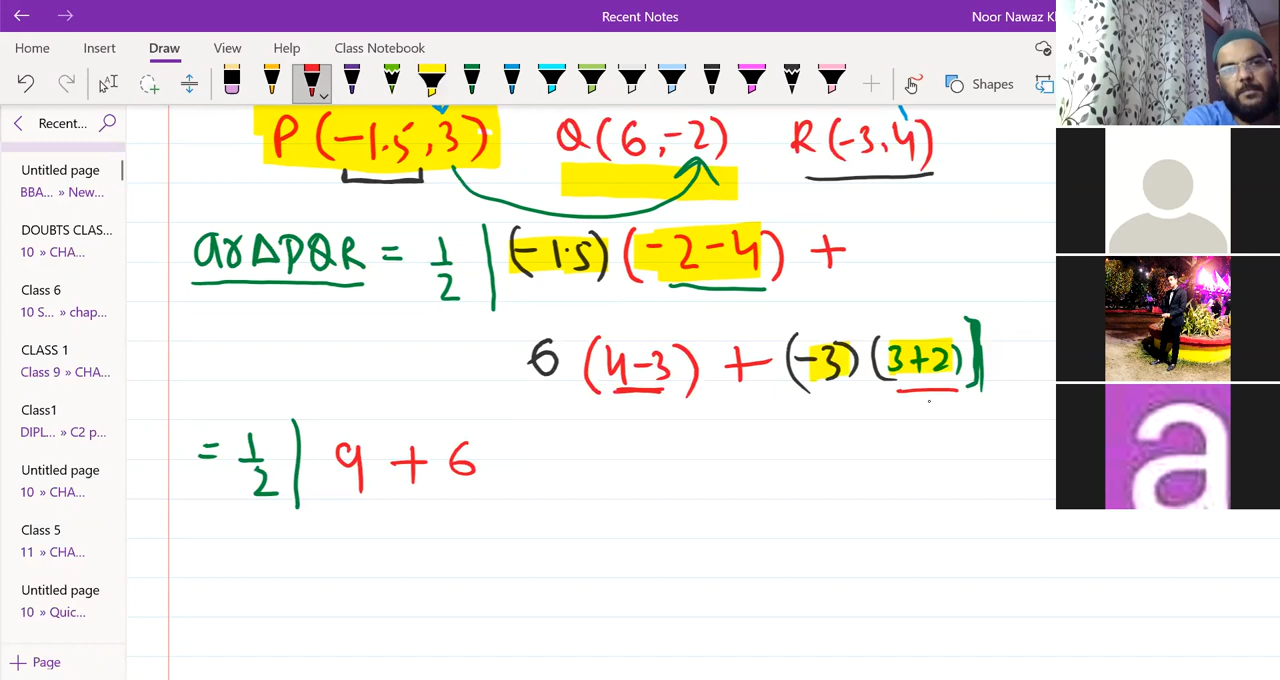 Recent Notes
Noor Nawaz Kh
Home Insert Draw View Help Class Notebook
Shapes
Recent...
Untitled page
BBA... » New...
DOUBTS CLAS...
10 » CHA...
Class 6
10 S... » chap...
CLASS 1
Class 9 » CHA...
Class1
DIPL... » C2 p...
Untitled page
10 » CHA...
Class 5
11 » CHA...
Untitled page
10 » Quic...
Page
P (-1.5, 3) Q(6,-2) R(-3,4)
ar△PQR = 1/2 | (-1.5) (-2-4) +
6 (4-3) + (-3) (3+2)]
= 1/2 | 9 + 6
a